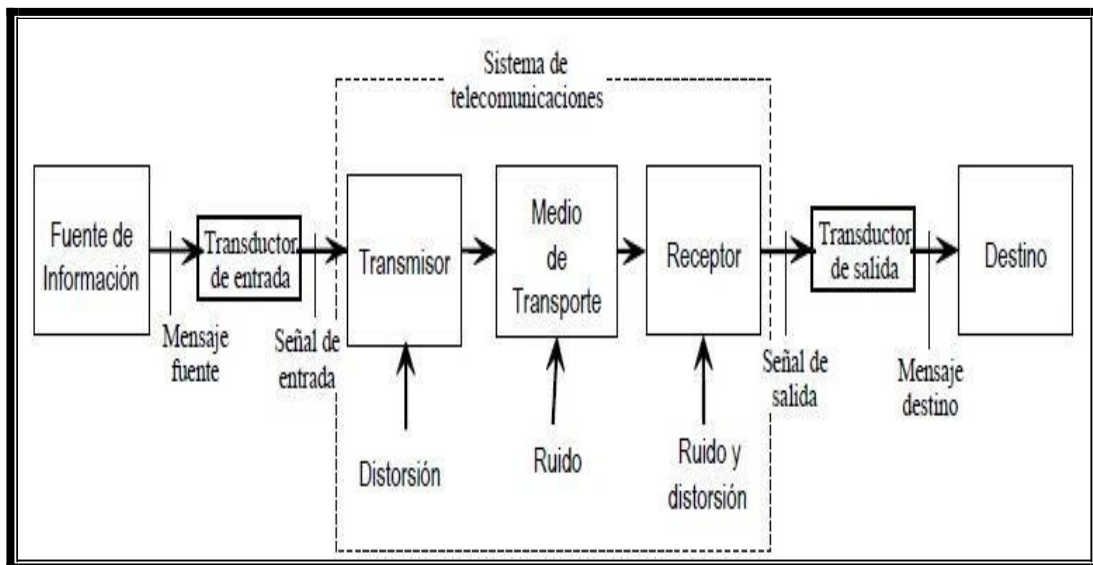 Sistema de
telecomunicaciones
Fuente de
Información
Transductor
de entrada
Transmisor
Medio
de
Transporte
Receptor
Transductor
de salida
Destino
Mensaje
fuente
Señal de
entrada
Señal de
salida
Mensaje
destino
Distorsión
Ruido
Ruido y
distorsión